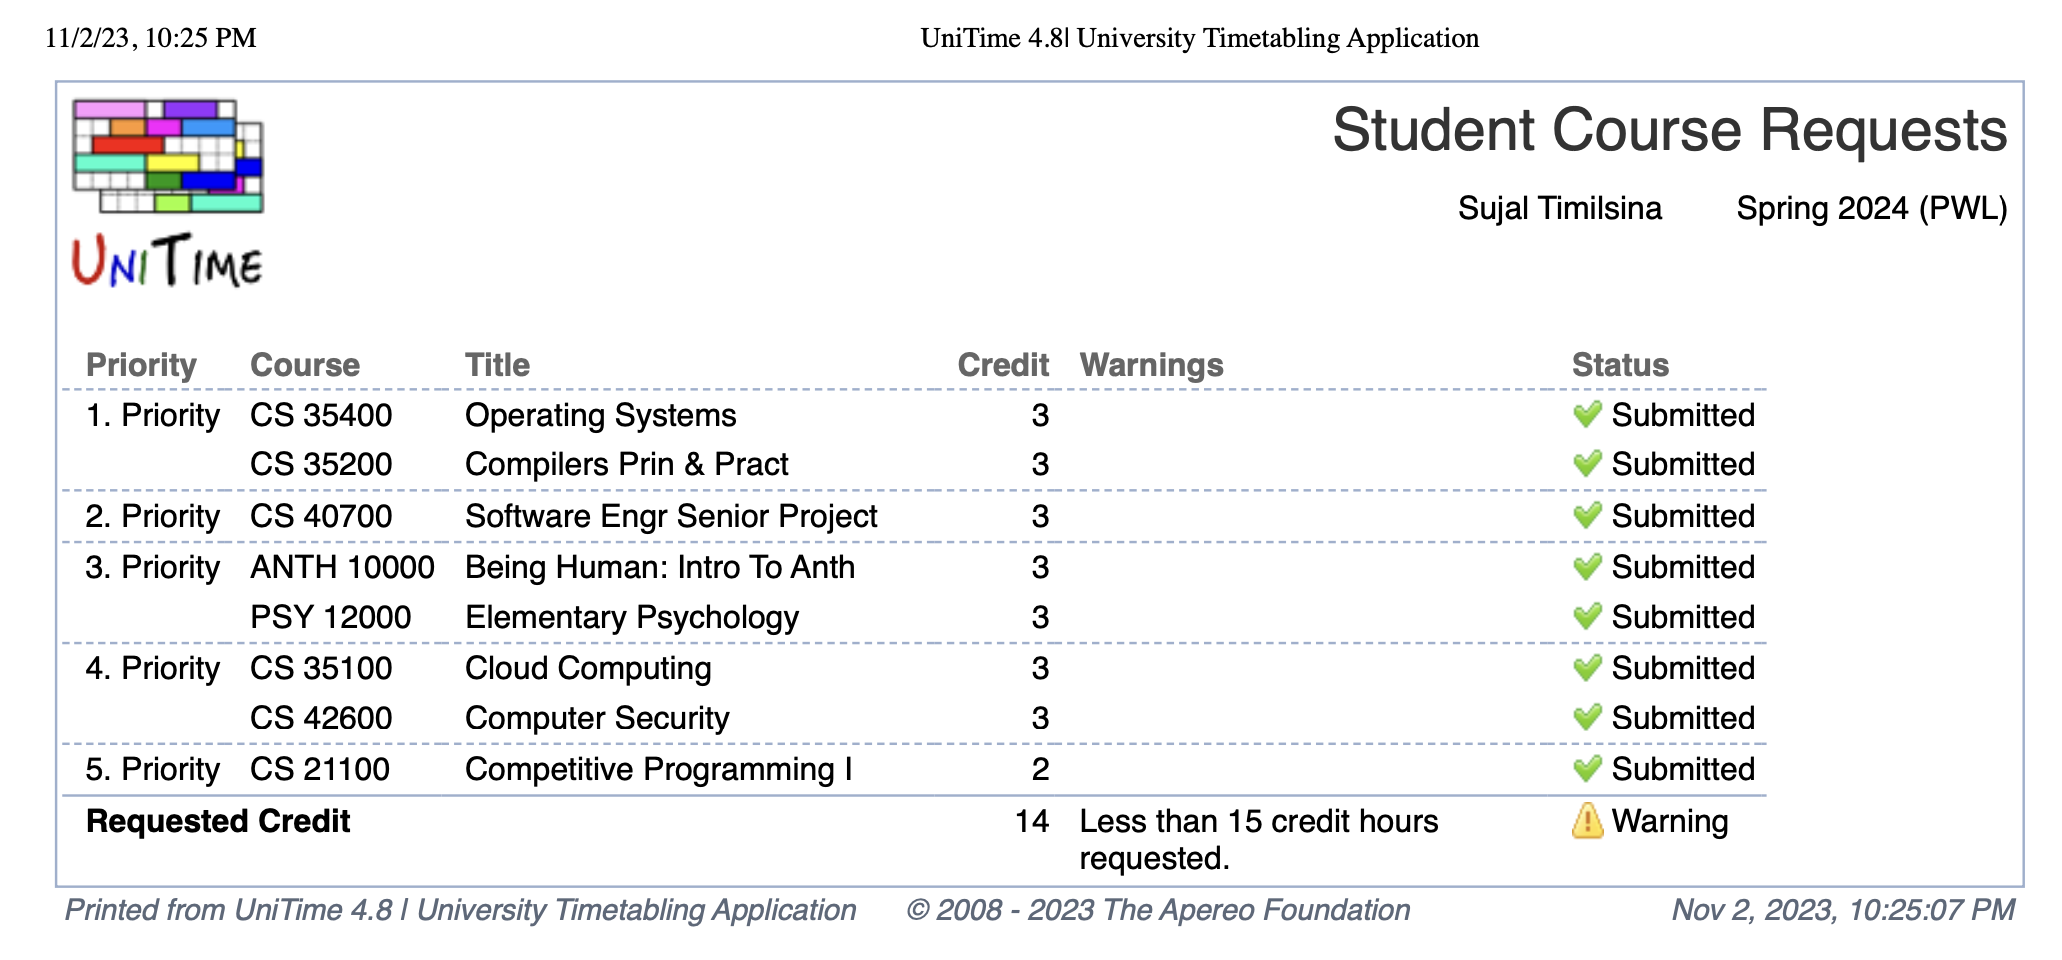 11/2/23, 10:25 PM UniTime 4.8| University Timetabling Application
UNITIME
Student Course Requests
Sujal Timilsina Spring 2024 (PWL)
Priority Course Title Credit Warnings Status
1. Priority CS 35400 Operating Systems 3 Submitted
CS 35200 Compilers Prin & Pract 3 Submitted
2. Priority CS 40700 Software Engr Senior Project 3 Submitted
3. Priority ANTH 10000 Being Human: Intro To Anth 3 Submitted
PSY 12000 Elementary Psychology 3 Submitted
4. Priority CS 35100 Cloud Computing 3 Submitted
CS 42600 Computer Security 3 Submitted
5. Priority CS 21100 Competitive Programming I 2 Submitted
Requested Credit 14 Less than 15 credit hours Warning
requested.
Printed from UniTime 4.8 | University Timetabling Application © 2008 - 2023 The Apereo Foundation Nov 2, 2023, 10:25:07 PM